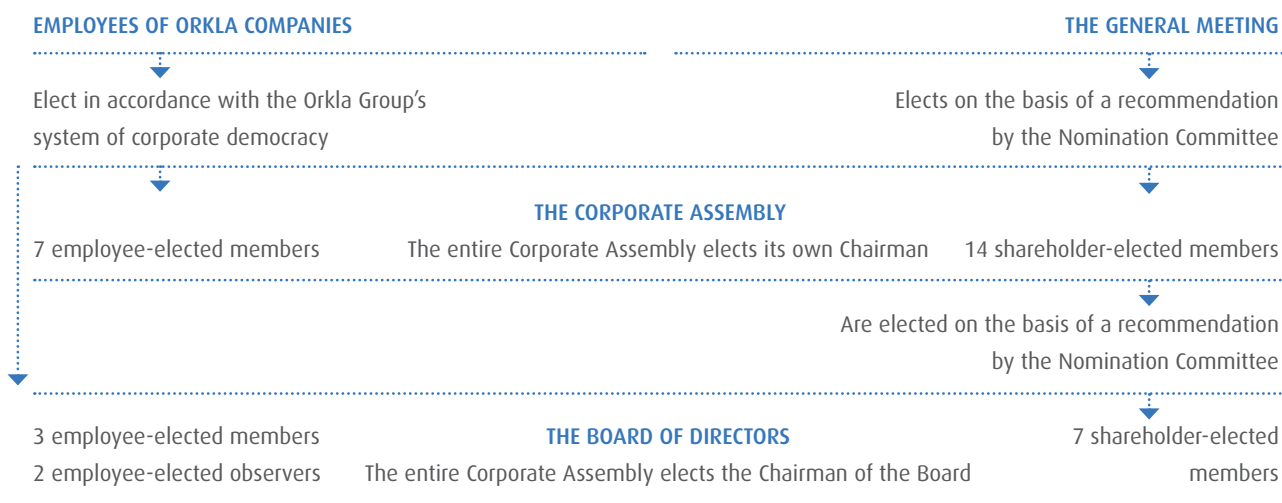 EMPLOYEES OF ORKLA COMPANIES
THE GENERAL MEETING
Elect in accordance with the Orkla Group's
system of corporate democracy
Elects on the basis of a recommendation
by the Nomination Committee
THE CORPORATE ASSEMBLY
7 employee-elected members
The entire Corporate Assembly elects its own Chairman
14 shareholder-elected members
Are elected on the basis of a recommendation
by the Nomination Committee
3 employee-elected members
2 employee-elected observers
THE BOARD OF DIRECTORS
The entire Corporate Assembly elects the Chairman of the Board
7 shareholder-elected
members